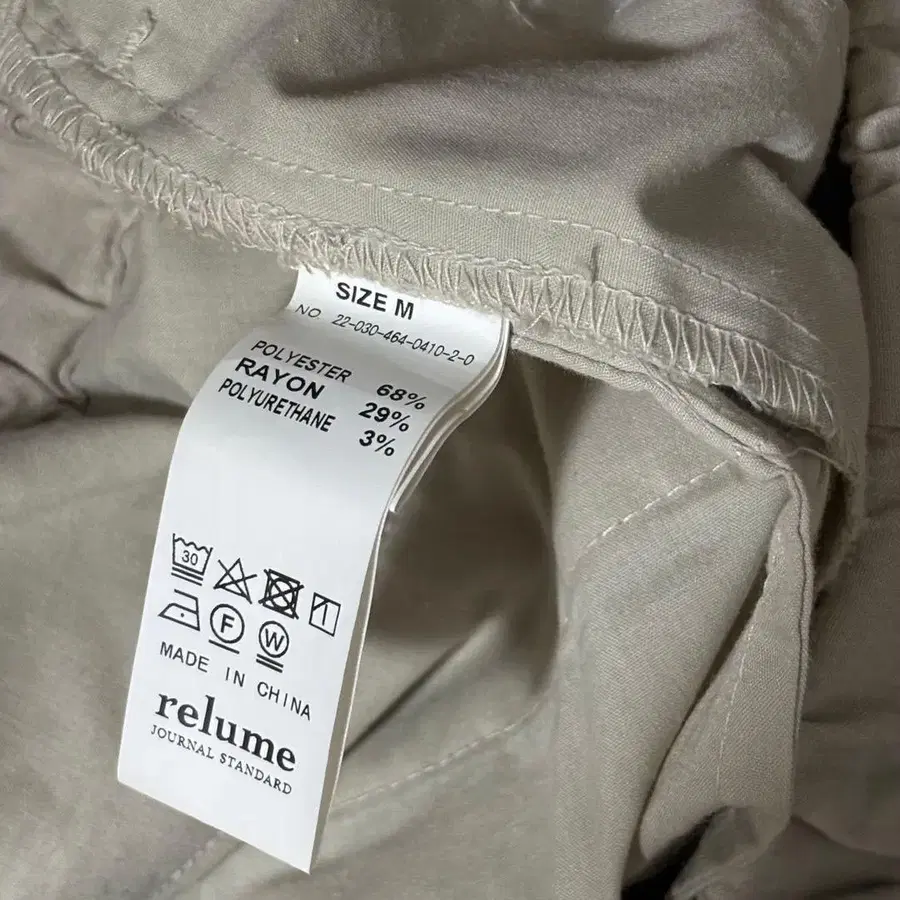 SIZE M
NO 22-030-464-0410-2-0
POLYESTER 68%
RAYON 29%
POLYURETHANE 3%
30
F W
MADE IN CHINA
relume
JOURNAL STANDARD